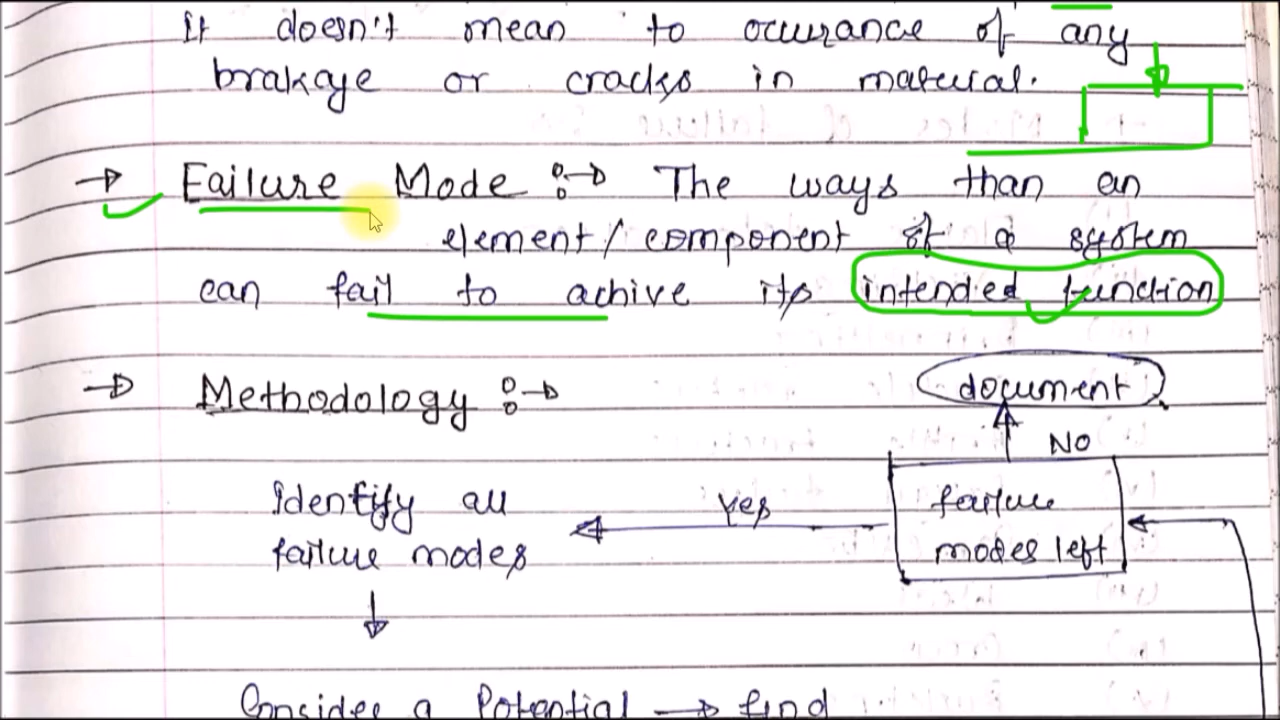 It doesn't mean to occurance of any
brakage or cracks in material.
→ Failure Mode :→ The ways than an
element/component of a system
can fail to achive its intended function
→ Methodology :→
document
NO
Identify all
failure modes
Yes
failure
modes left
Consider a Potential → find